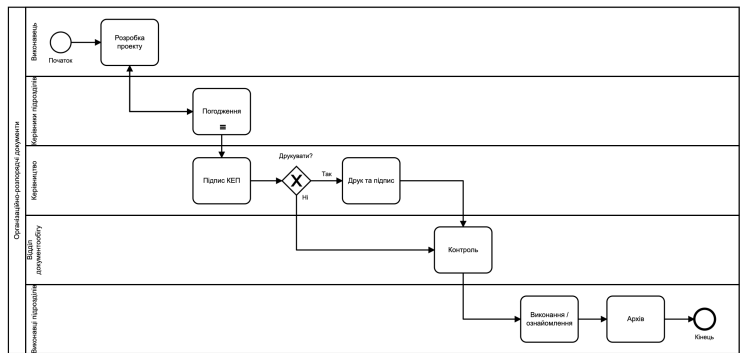 Організаційно-розпорядчі документи
Виконавець
Початок
Розробка
проекту
Керівники підрозділів
Погодження
Керівництво
Підпис КЕП
Друкувати?
Так
Ні
Друк та підпис
Відділ
документообігу
Контроль
Виконавці підрозділів
Виконання /
ознайомлення
Архів
Кінець